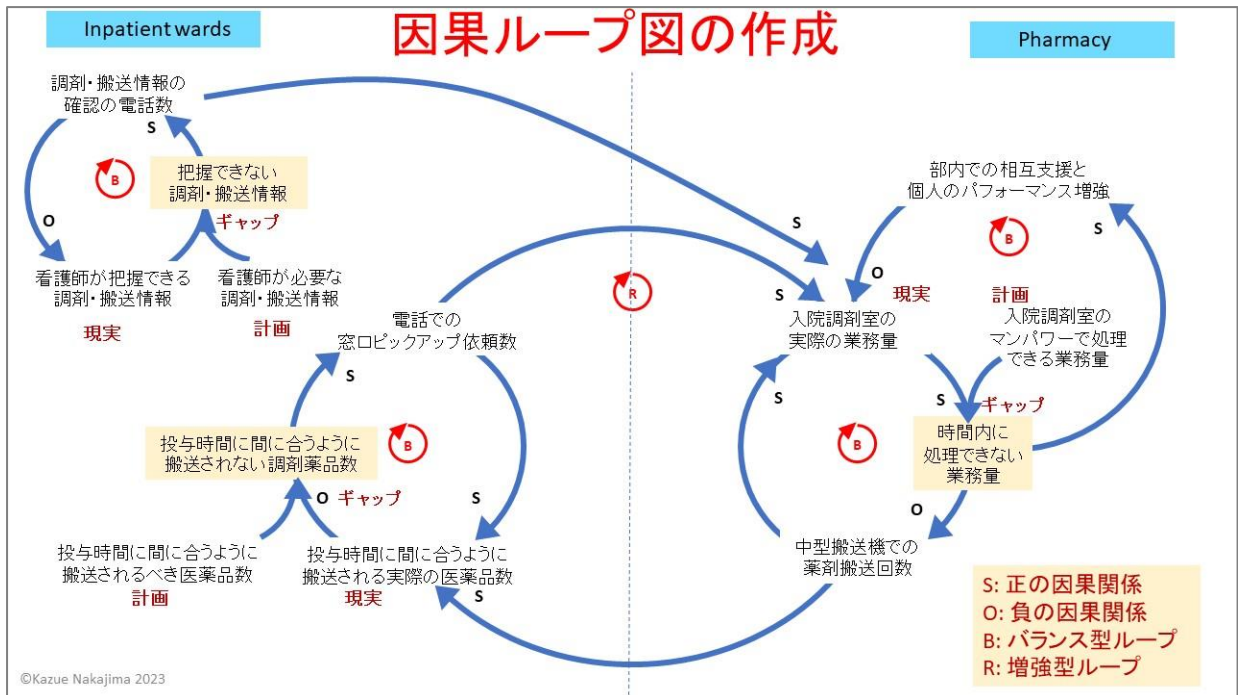 Inpatient wards
因果ループ図の作成
Pharmacy
調剤・搬送情報の
確認の電話数
S
B
把握できない
調剤・搬送情報
O
ギャップ
看護師が把握できる
調剤・搬送情報
現実
看護師が必要な
調剤・搬送情報
計画
S
部内での相互支援と
個人のパフォーマンス増強
B
S
O
現実
計画
R
S
電話での
窓口ピックアップ依頼数
入院調剤室の
実際の業務量
入院調剤室の
マンパワーで処理
できる業務量
S
S
S
ギャップ
投与時間に間に合うように
搬送されない調剤薬品数
B
B
時間内に
処理できない
業務量
O
ギャップ
S
O
投与時間に間に合うように
搬送されるべき医薬品数
計画
投与時間に間に合うように
搬送される実際の医薬品数
現実
S
中型搬送機での
薬剤搬送回数
S: 正の因果関係
O: 負の因果関係
B: バランス型ループ
R: 増強型ループ
©Kazue Nakajima 2023